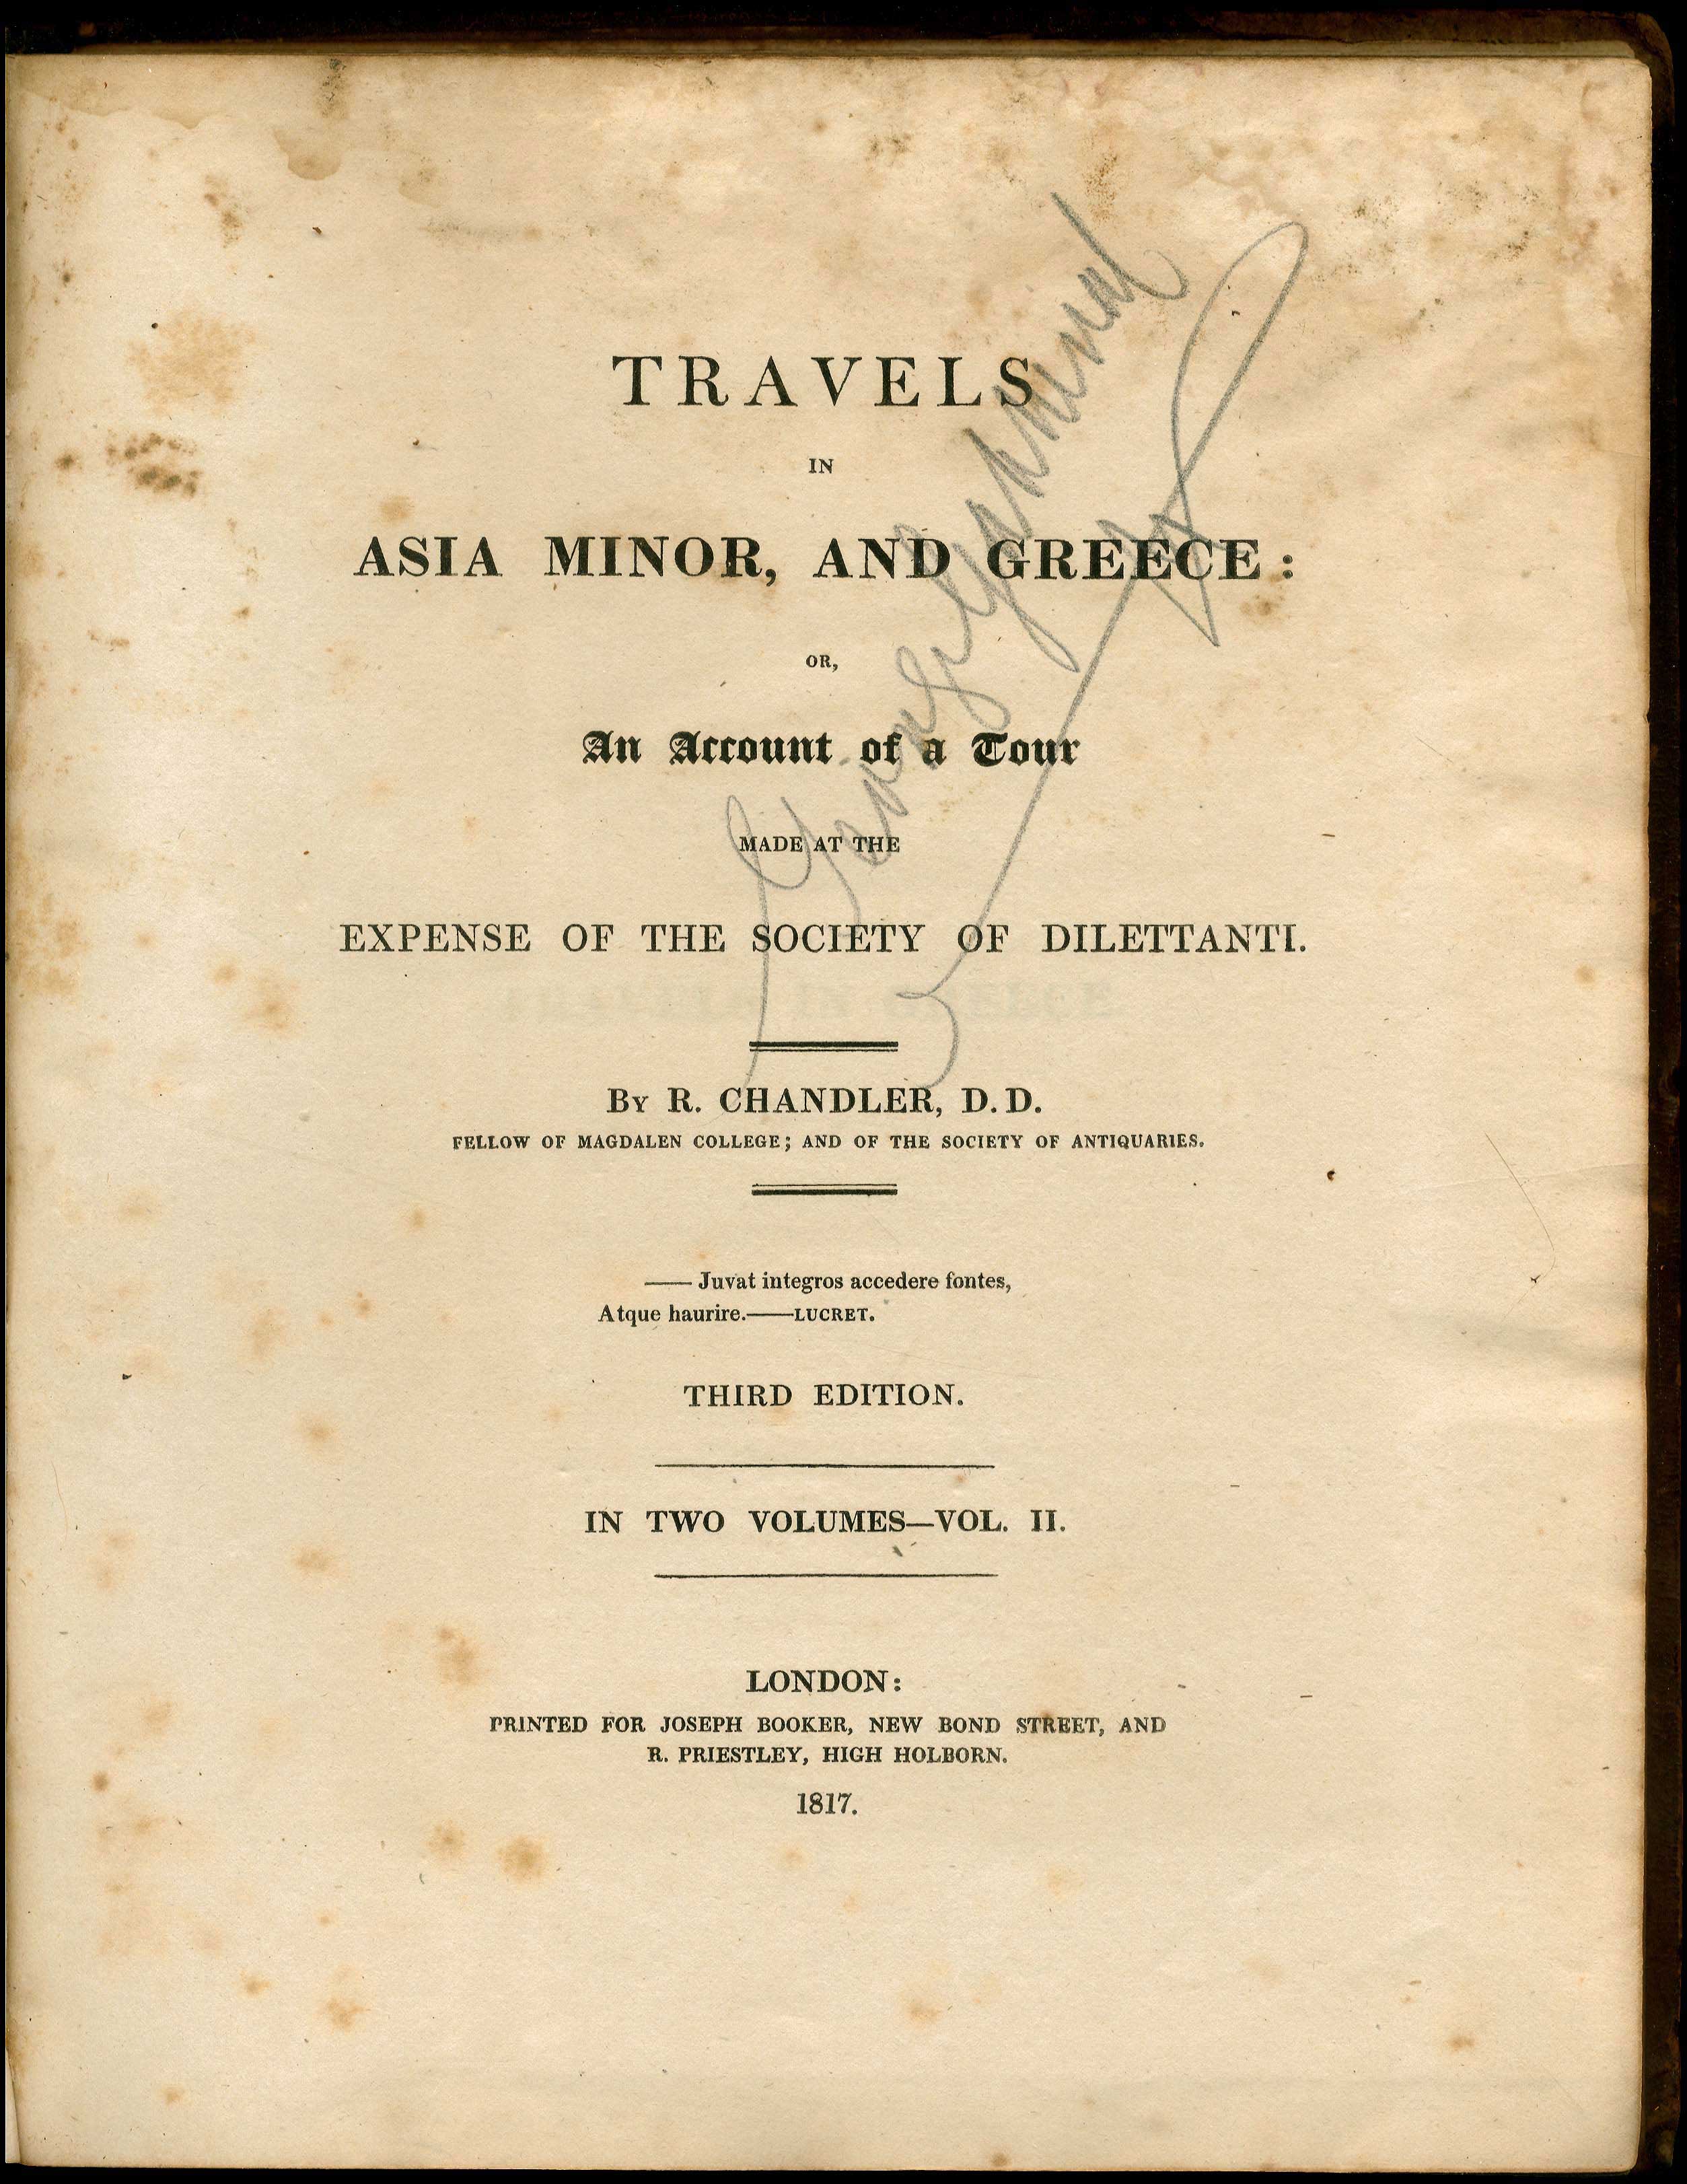 TRAVELS
IN
ASIA MINOR, AND GREECE:
OR,
An Account of a Tour
MADE AT THE
EXPENSE OF THE SOCIETY OF DILETTANTI.
By R. CHANDLER, D.D.
FELLOW OF MAGDALEN COLLEGE; AND OF THE SOCIETY OF ANTIQUARIES.
—— Juvat integros accedere fontes,
Atque haurire.——LUCRET.
THIRD EDITION.
IN TWO VOLUMES—VOL. II.
LONDON:
PRINTED FOR JOSEPH BOOKER, NEW BOND STREET, AND
R. PRIESTLEY, HIGH HOLBORN.
1817.